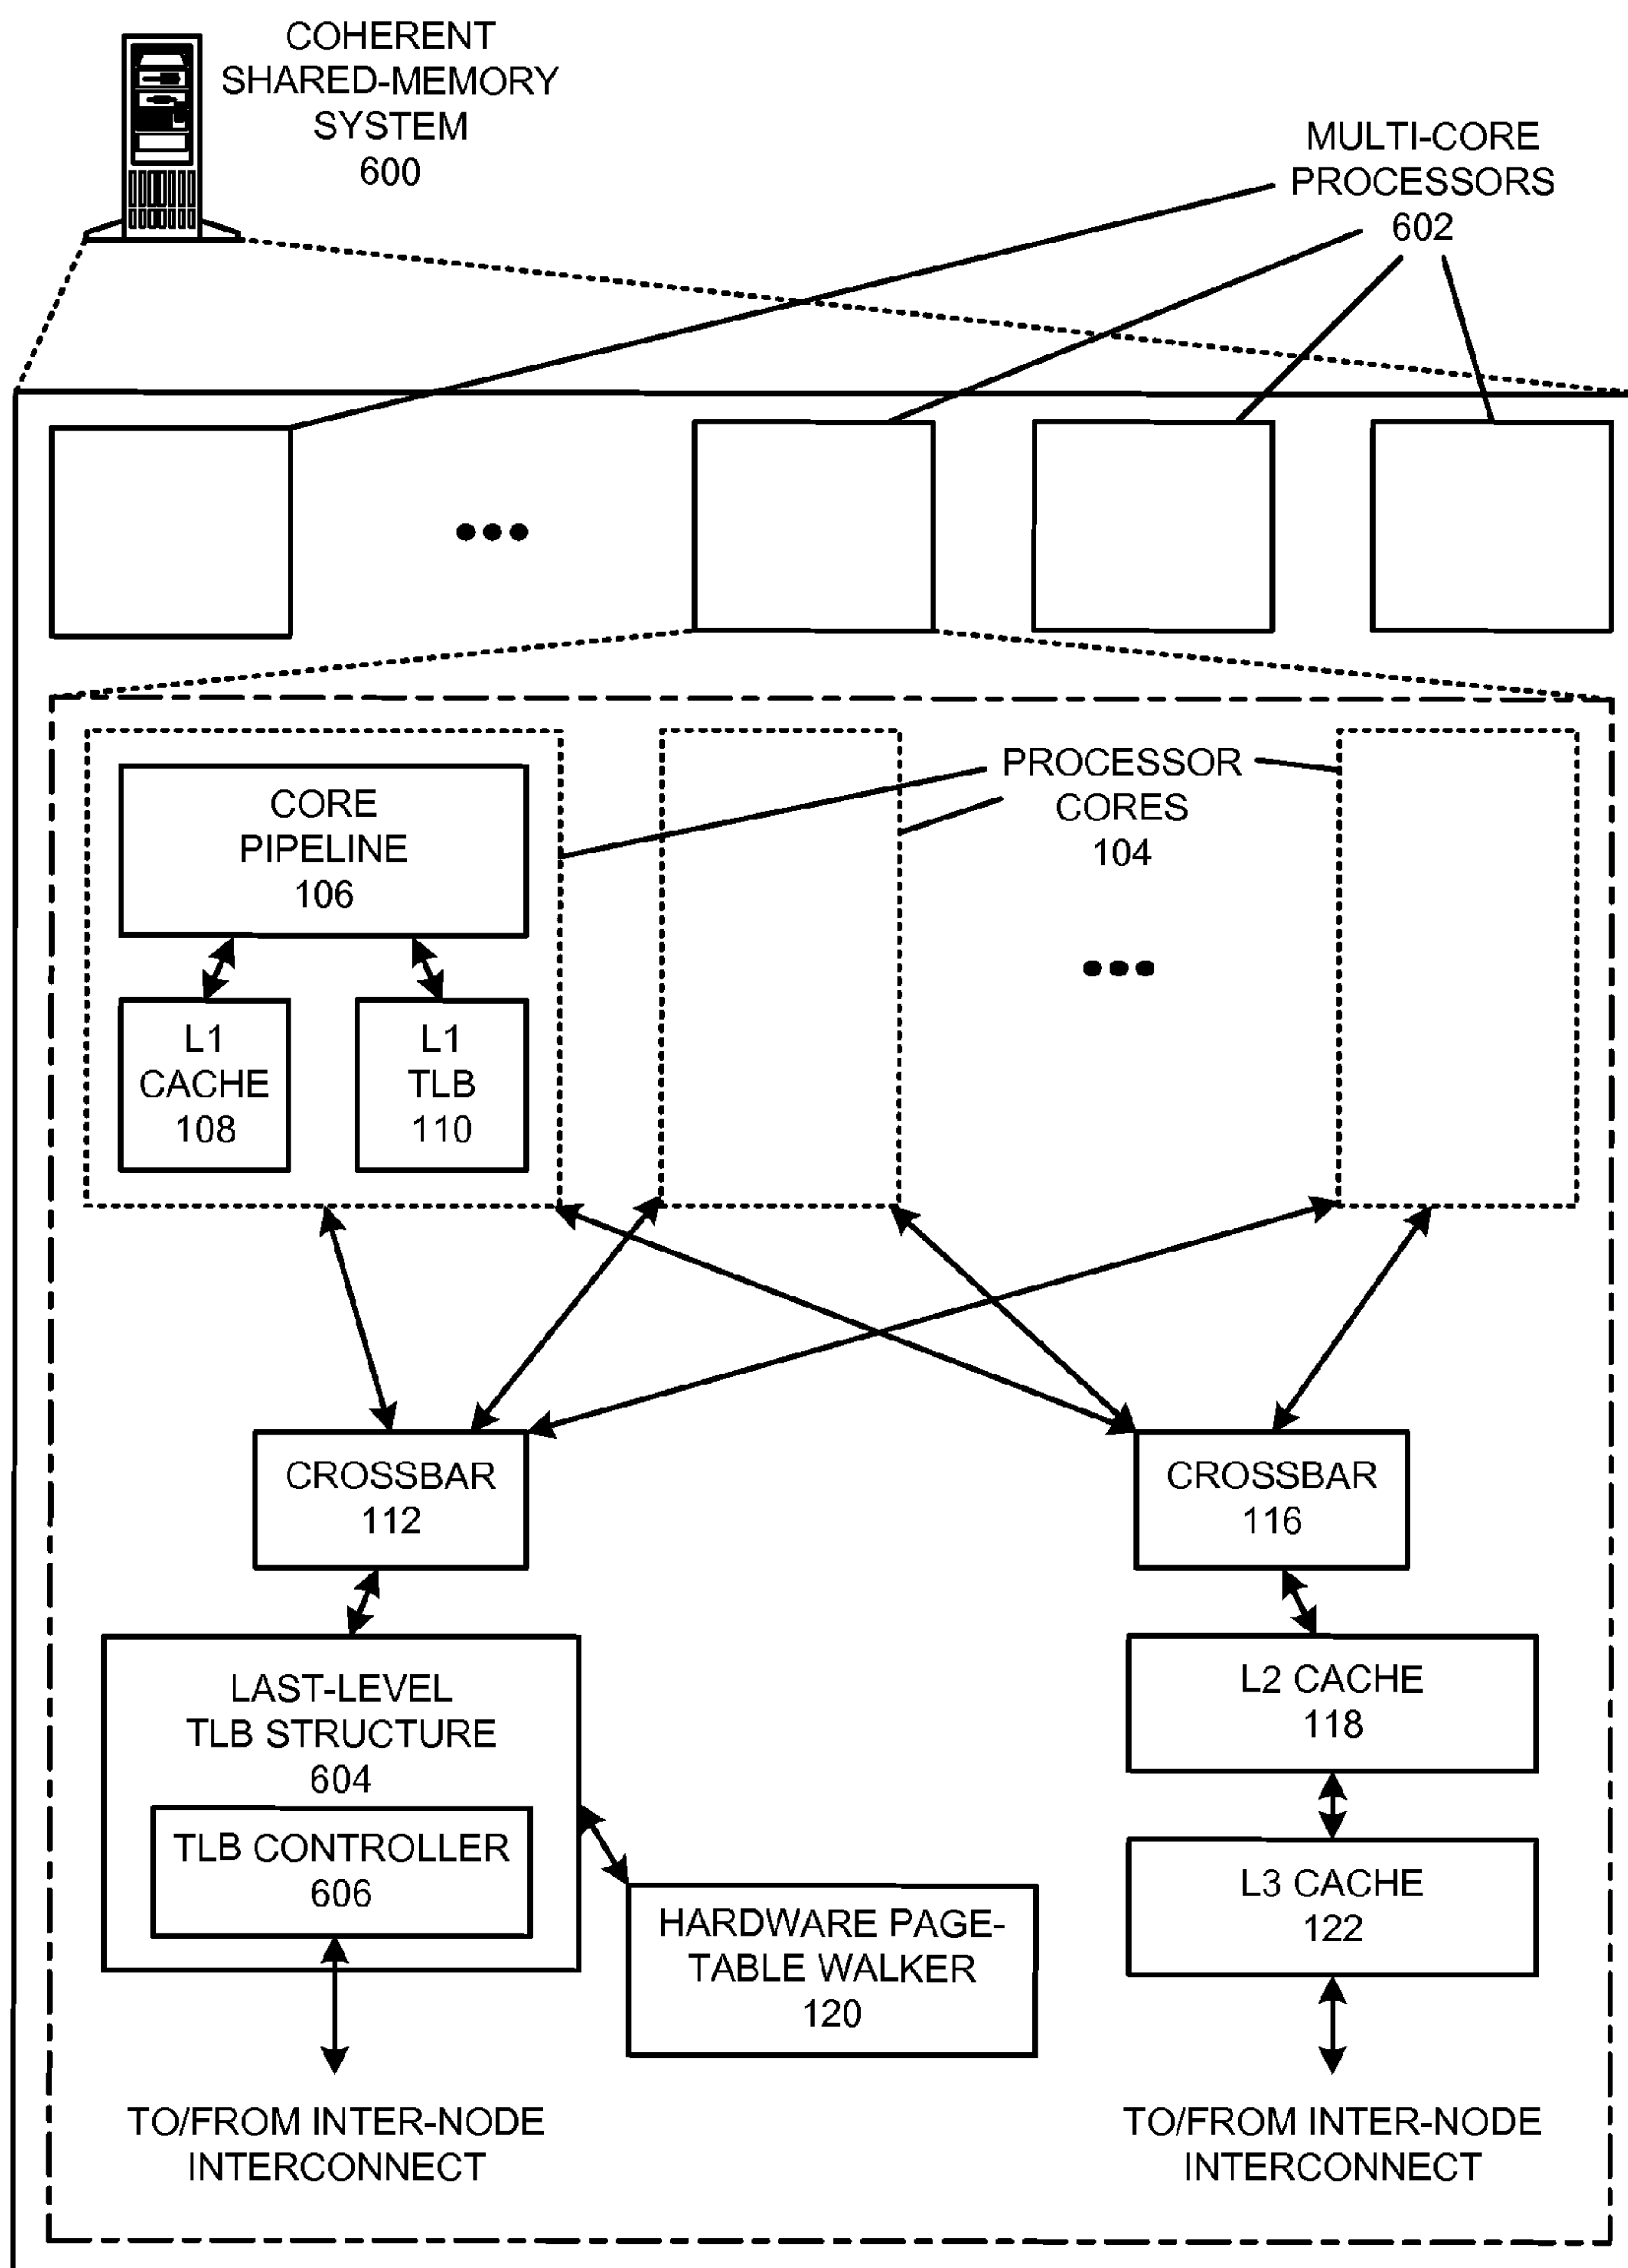 COHERENT
SHARED-MEMORY
SYSTEM
600
MULTI-CORE
PROCESSORS
602
PROCESSOR
CORES
104
CORE
PIPELINE
106
L1
CACHE
108
L1
TLB
110
CROSSBAR
112
CROSSBAR
116
LAST-LEVEL
TLB STRUCTURE
604
TLB CONTROLLER
606
HARDWARE PAGE-
TABLE WALKER
120
L2 CACHE
118
L3 CACHE
122
TO/FROM INTER-NODE
INTERCONNECT
TO/FROM INTER-NODE
INTERCONNECT